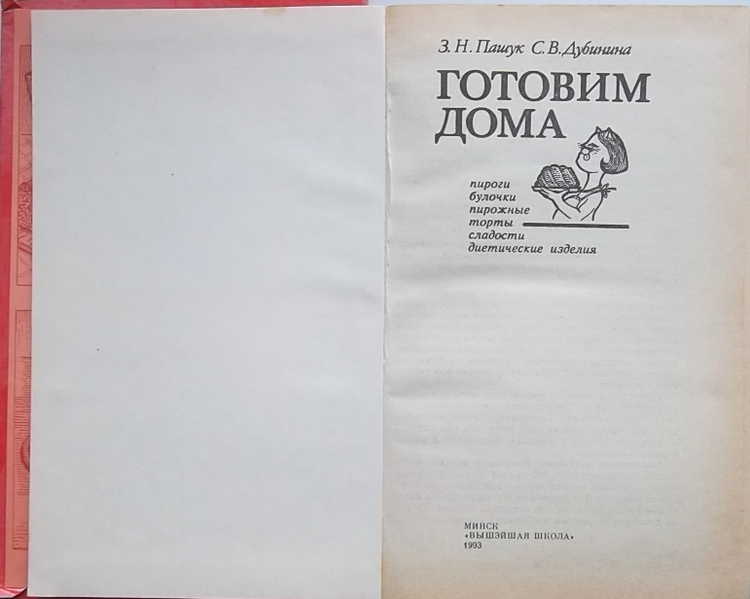 З. Н. Пашук С. В. Дубинина
ГОТОВИМ
ДОМА
пироги
булочки
пирожные
торты
сладости
диетические изделия
МИНСК
«ВЫШЭЙШАЯ ШКОЛА»
1993